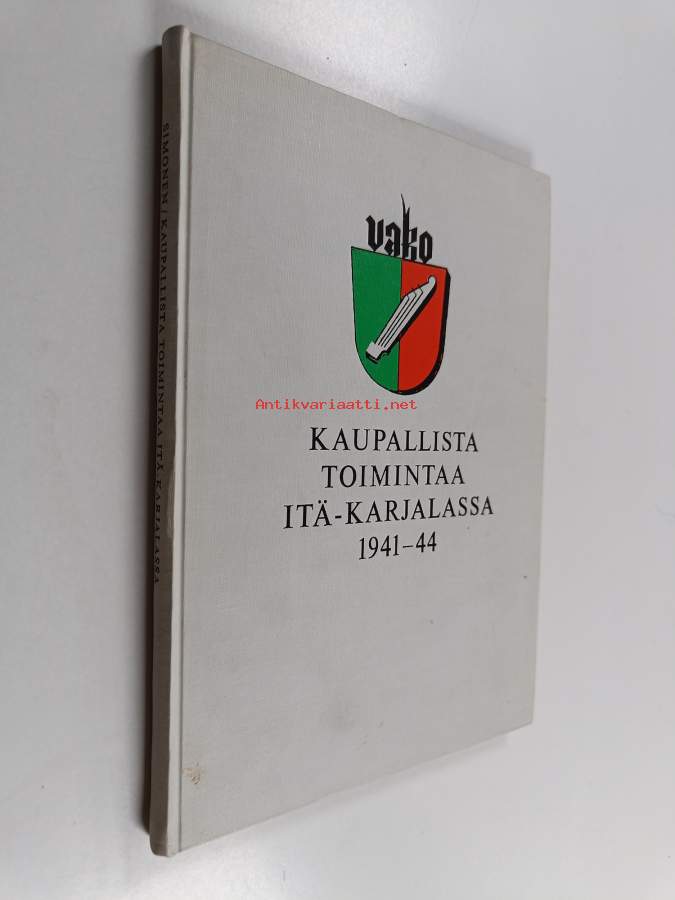 vako
KAUPALLISTA
TOIMINTAA
ITÄ-KARJALASSA
1941–44
SIMONEN / KAUPALLISTA TOIMINTAA ITÄ-KARJALASSA
Antikvariaatti.net